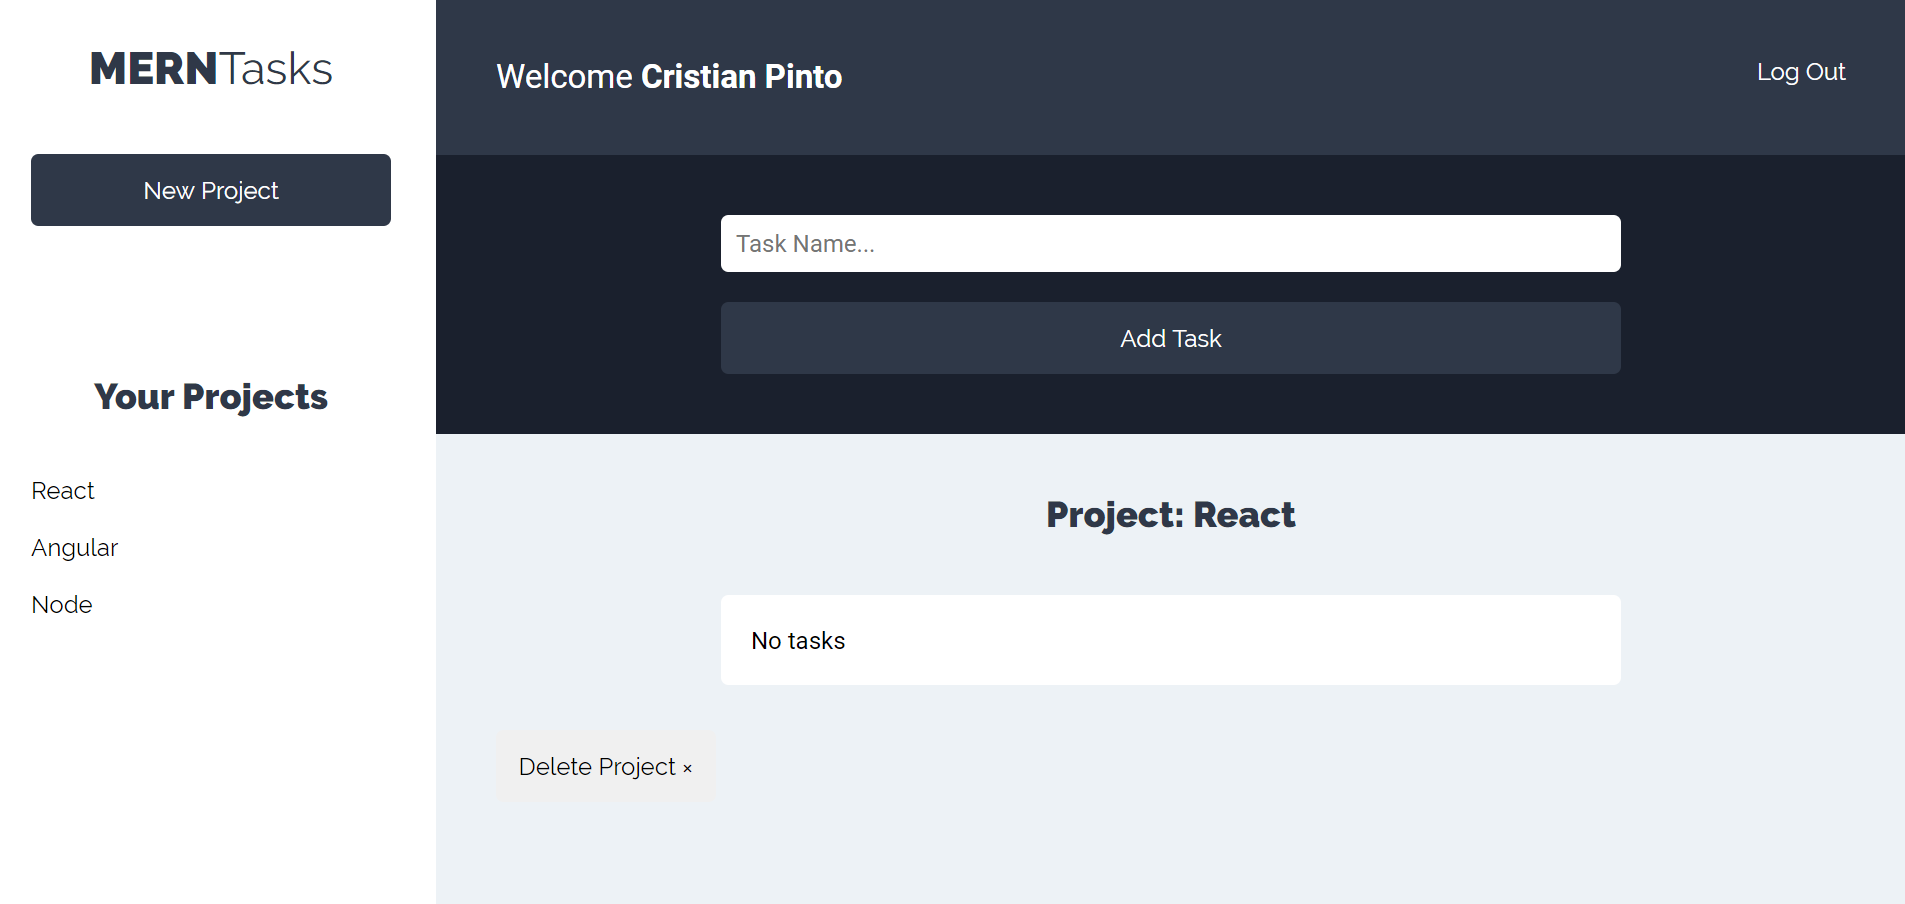 MERNTasks
New Project
Your Projects
React
Angular
Node
Welcome Cristian Pinto
Log Out
Task Name...
Add Task
Project: React
No tasks
Delete Project ×